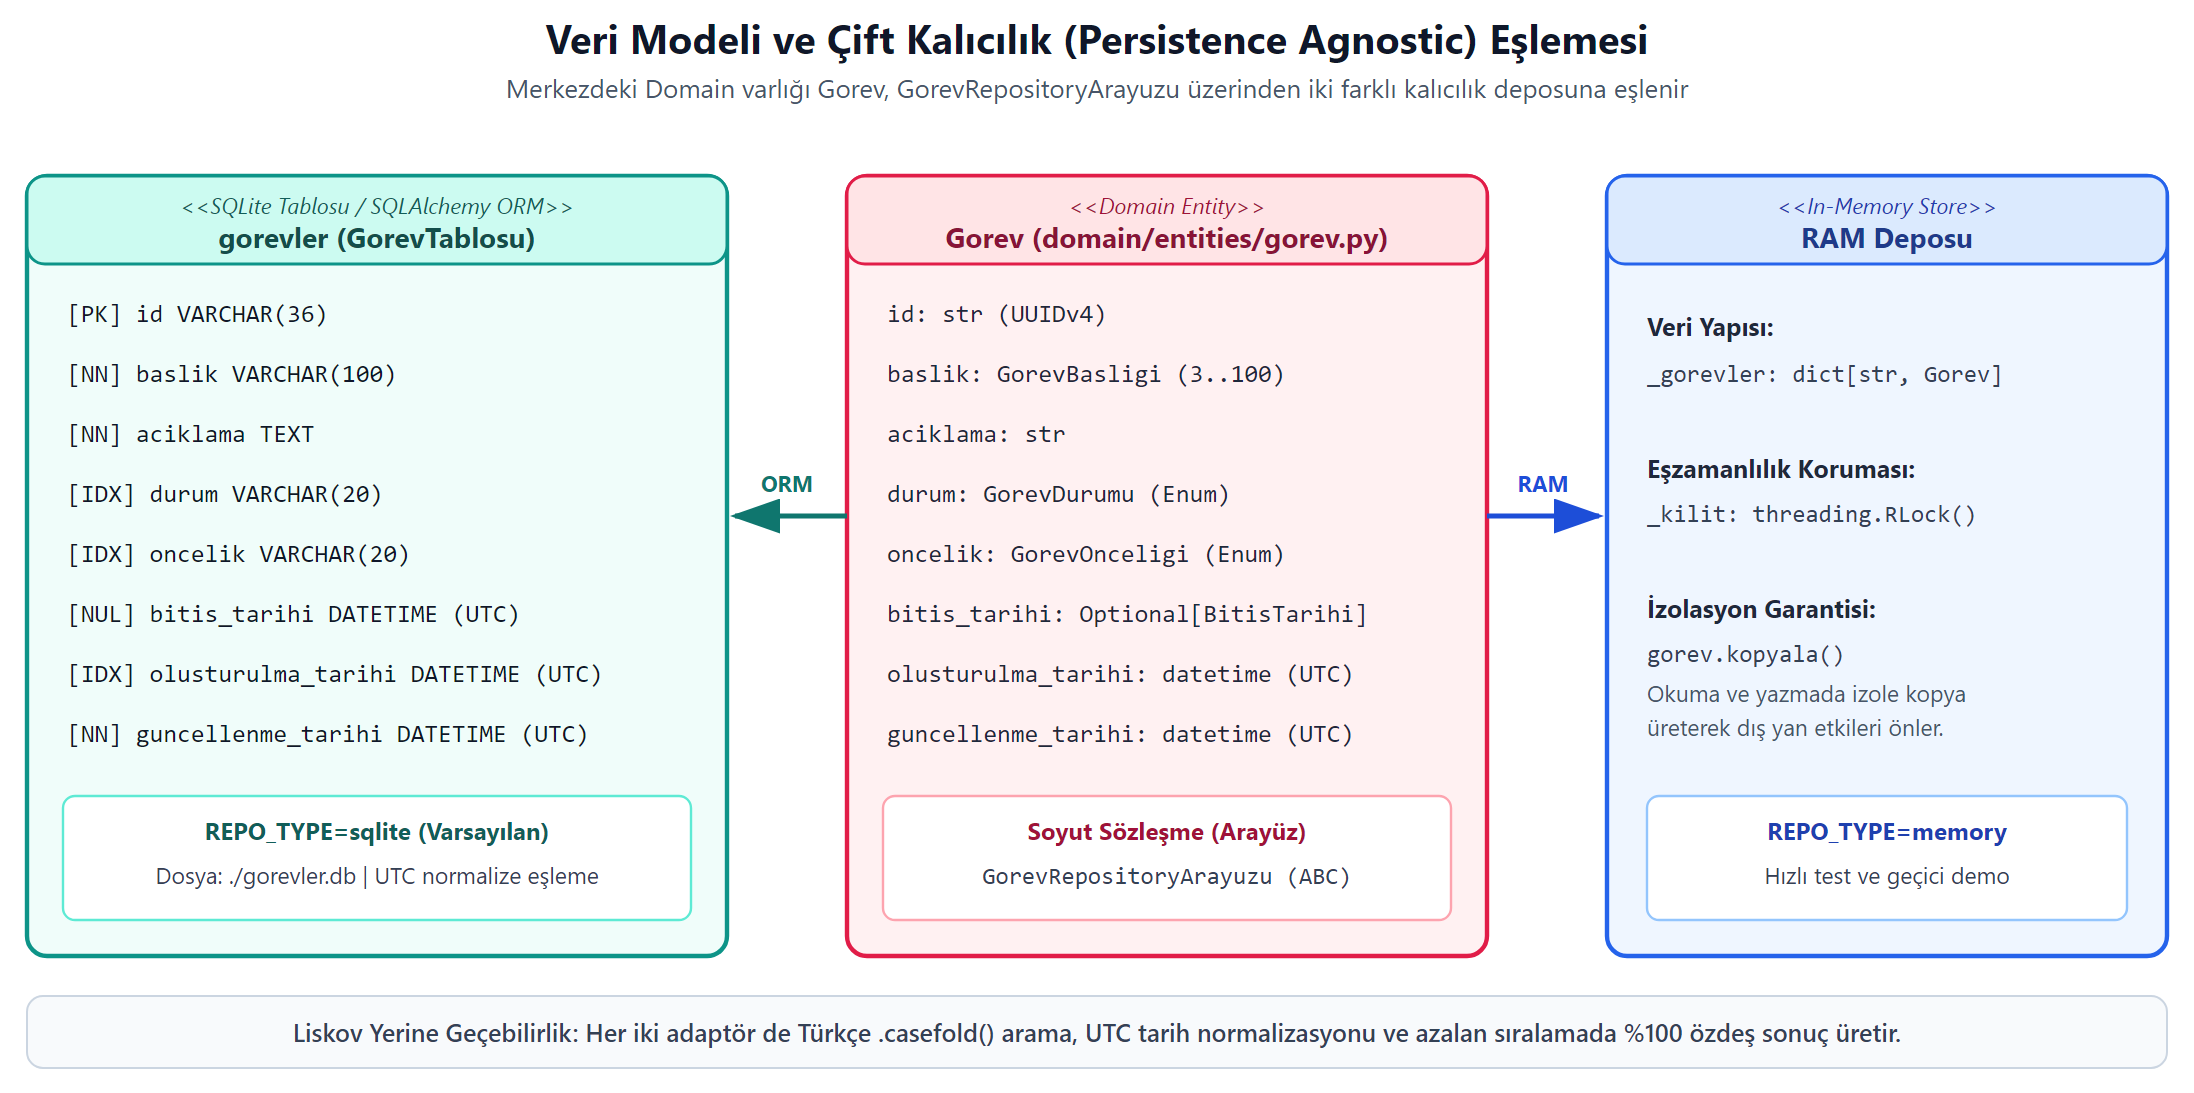 Veri Modeli ve Çift Kalıcılık (Persistence Agnostic) Eşlemesi
Merkezdeki Domain varlığı Gorev, GorevRepositoryArayuzu üzerinden iki farklı kalıcılık deposuna eşlenir
<<SQLite Tablosu / SQLAlchemy ORM>>
gorevler (GorevTablosu)
[PK] id VARCHAR(36)
[NN] baslik VARCHAR(100)
[NN] aciklama TEXT
[IDX] durum VARCHAR(20)
[IDX] oncelik VARCHAR(20)
[NUL] bitis_tarihi DATETIME (UTC)
[IDX] olusturulma_tarihi DATETIME (UTC)
[NN] guncellenme_tarihi DATETIME (UTC)
REPO_TYPE=sqlite (Varsayılan)
Dosya: ./gorevler.db | UTC normalize eşleme
ORM
<<Domain Entity>>
Gorev (domain/entities/gorev.py)
id: str (UUIDv4)
baslik: GorevBasligi (3..100)
aciklama: str
durum: GorevDurumu (Enum)
oncelik: GorevOnceligi (Enum)
bitis_tarihi: Optional[BitisTarihi]
olusturulma_tarihi: datetime (UTC)
guncellenme_tarihi: datetime (UTC)
Soyut Sözleşme (Arayüz)
GorevRepositoryArayuzu (ABC)
RAM
<<In-Memory Store>>
RAM Deposu
Veri Yapısı:
_gorevler: dict[str, Gorev]
Eşzamanlılık Koruması:
_kilit: threading.RLock()
İzolasyon Garantisi:
gorev.kopyala()
Okuma ve yazmada izole kopya
üreterek dış yan etkileri önler.
REPO_TYPE=memory
Hızlı test ve geçici demo
Liskov Yerine Geçebilirlik: Her iki adaptör de Türkçe .casefold() arama, UTC tarih normalizasyonu ve azalan sıralamada %100 özdeş sonuç üretir.